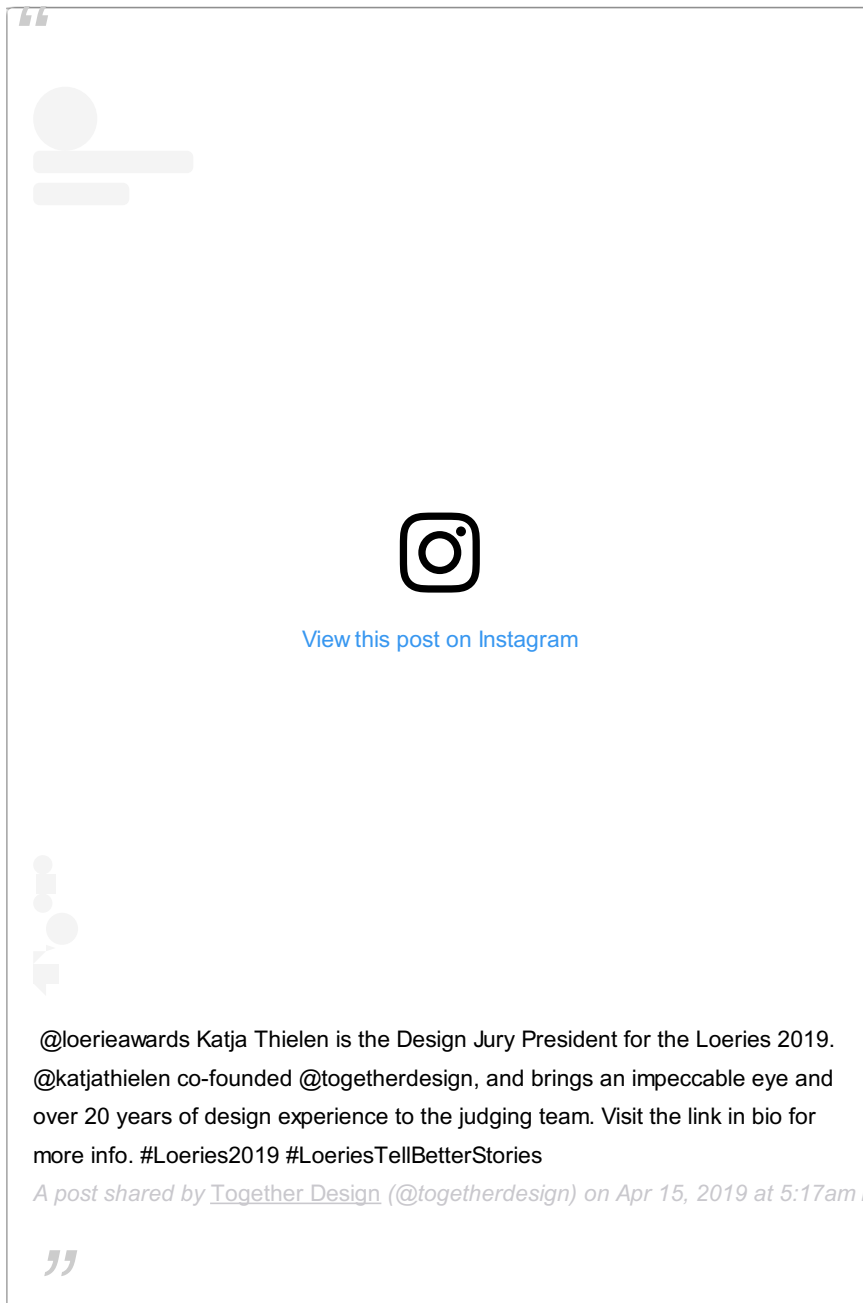 “
View this post on Instagram
@loerieawards Katja Thielen is the Design Jury President for the Loeries 2019.
@katjathielen co-founded @togetherdesign, and brings an impeccable eye and
over 20 years of design experience to the judging team. Visit the link in bio for
more info. #Loeries2019 #LoeriesTellBetterStories
A post shared by Together Design (@togetherdesign) on Apr 15, 2019 at 5:17am
”